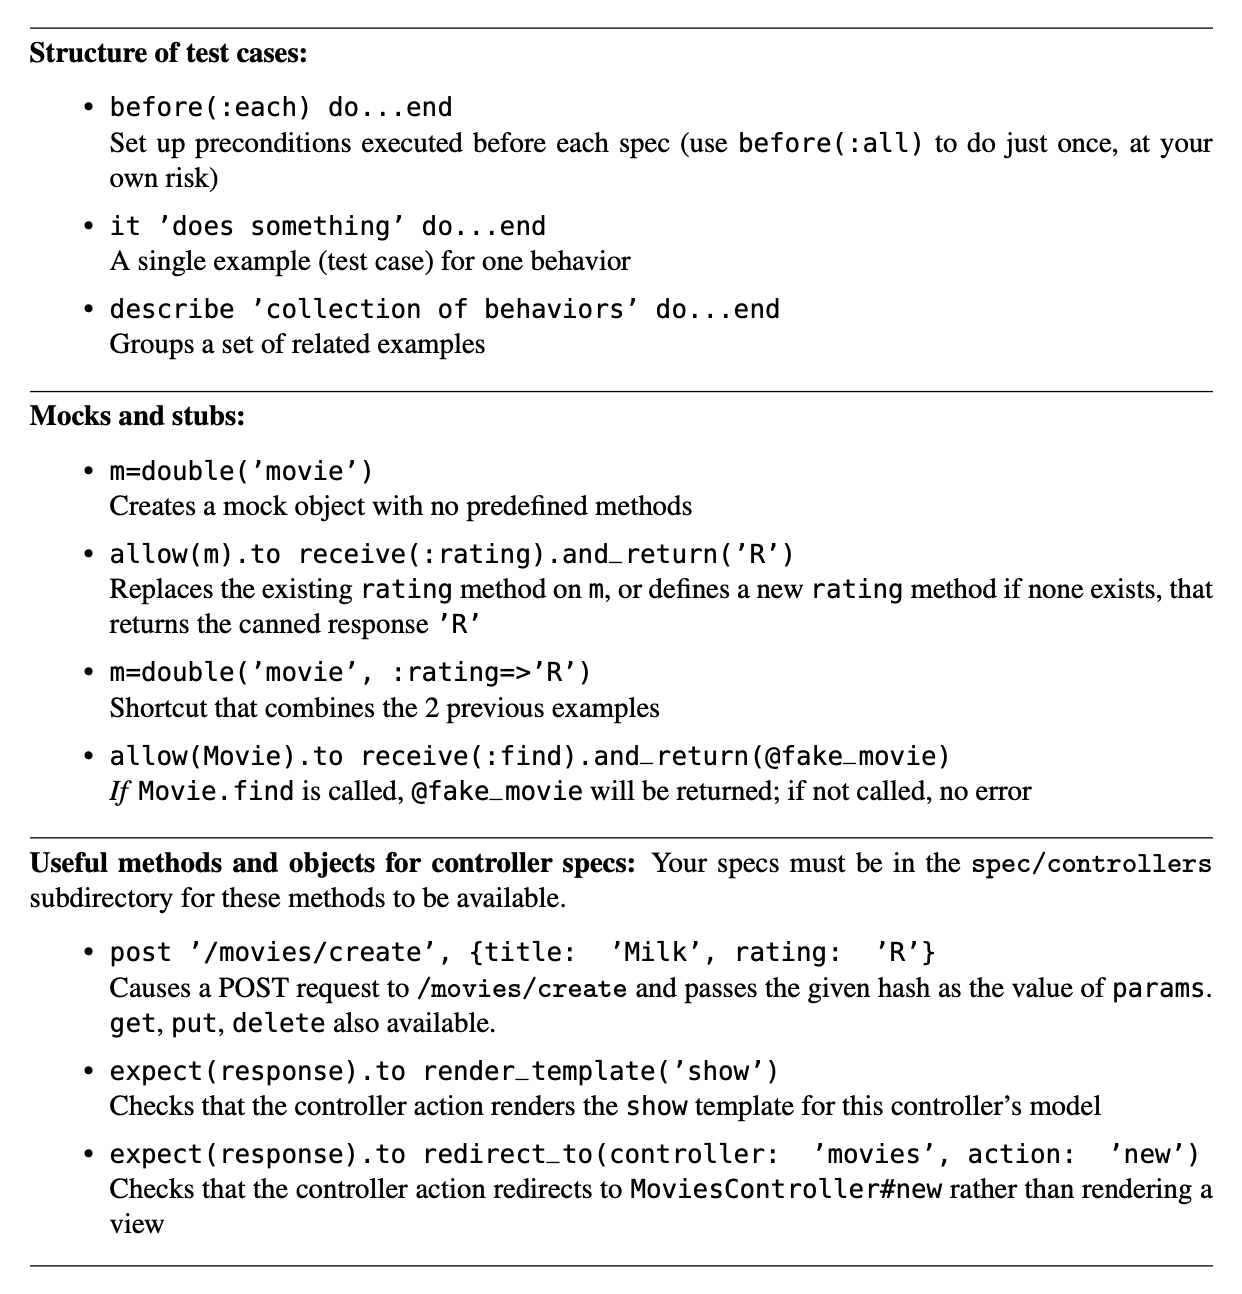 Structure of test cases:
• before(:each) do...end
Set up preconditions executed before each spec (use before(:all) to do just once, at your
own risk)
• it ’does something’ do...end
A single example (test case) for one behavior
• describe ’collection of behaviors’ do...end
Groups a set of related examples
Mocks and stubs:
• m=double(’movie’)
Creates a mock object with no predefined methods
• allow(m).to receive(:rating).and_return(’R’)
Replaces the existing rating method on m, or defines a new rating method if none exists, that
returns the canned response ’R’
• m=double(’movie’, :rating=>’R’)
Shortcut that combines the 2 previous examples
• allow(Movie).to receive(:find).and_return(@fake_movie)
If Movie.find is called, @fake_movie will be returned; if not called, no error
Useful methods and objects for controller specs: Your specs must be in the spec/controllers
subdirectory for these methods to be available.
• post ’/movies/create’, {title: ’Milk’, rating: ’R’}
Causes a POST request to /movies/create and passes the given hash as the value of params.
get, put, delete also available.
• expect(response).to render_template(’show’)
Checks that the controller action renders the show template for this controller’s model
• expect(response).to redirect_to(controller: ’movies’, action: ’new’)
Checks that the controller action redirects to MoviesController#new rather than rendering a
view